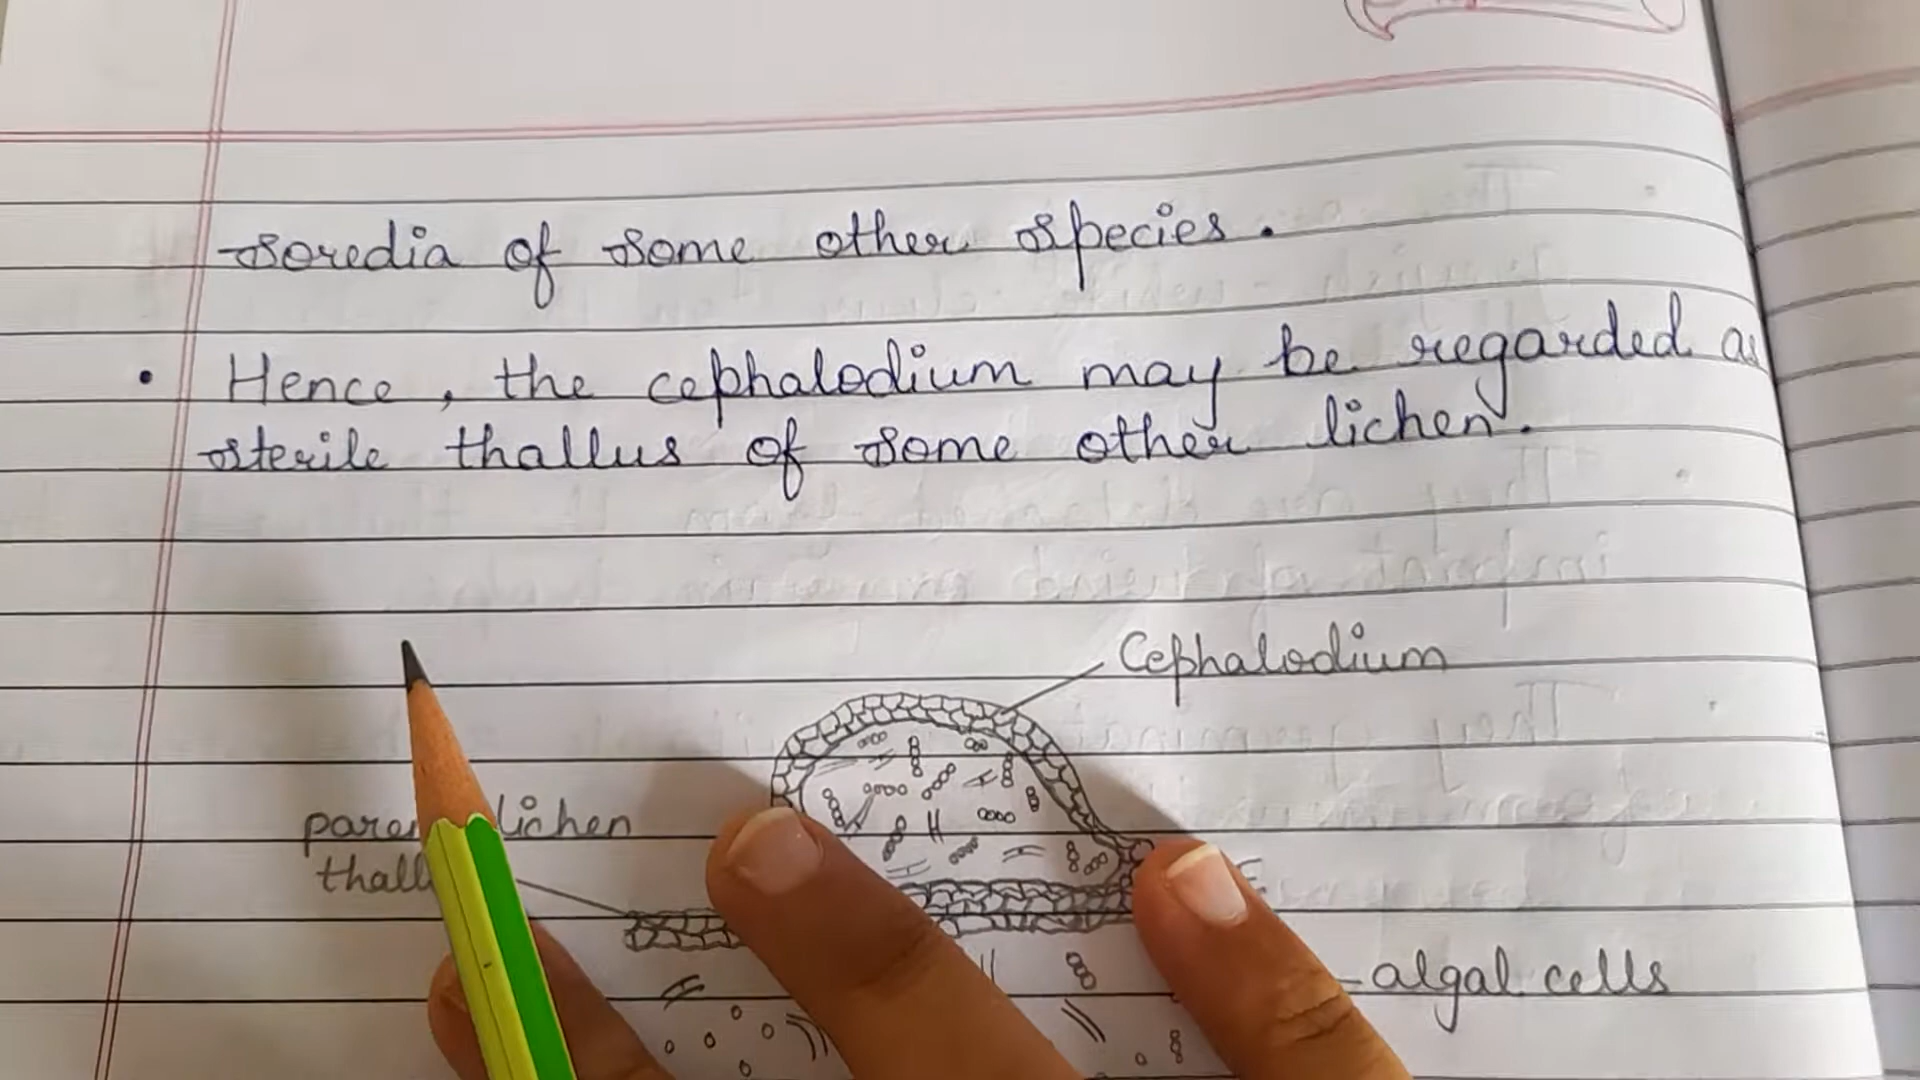 soredia of some other species.
• Hence, the cephalodium may be regarded as
sterile thallus of some other lichen.
Cephalodium
lichen
algal cells